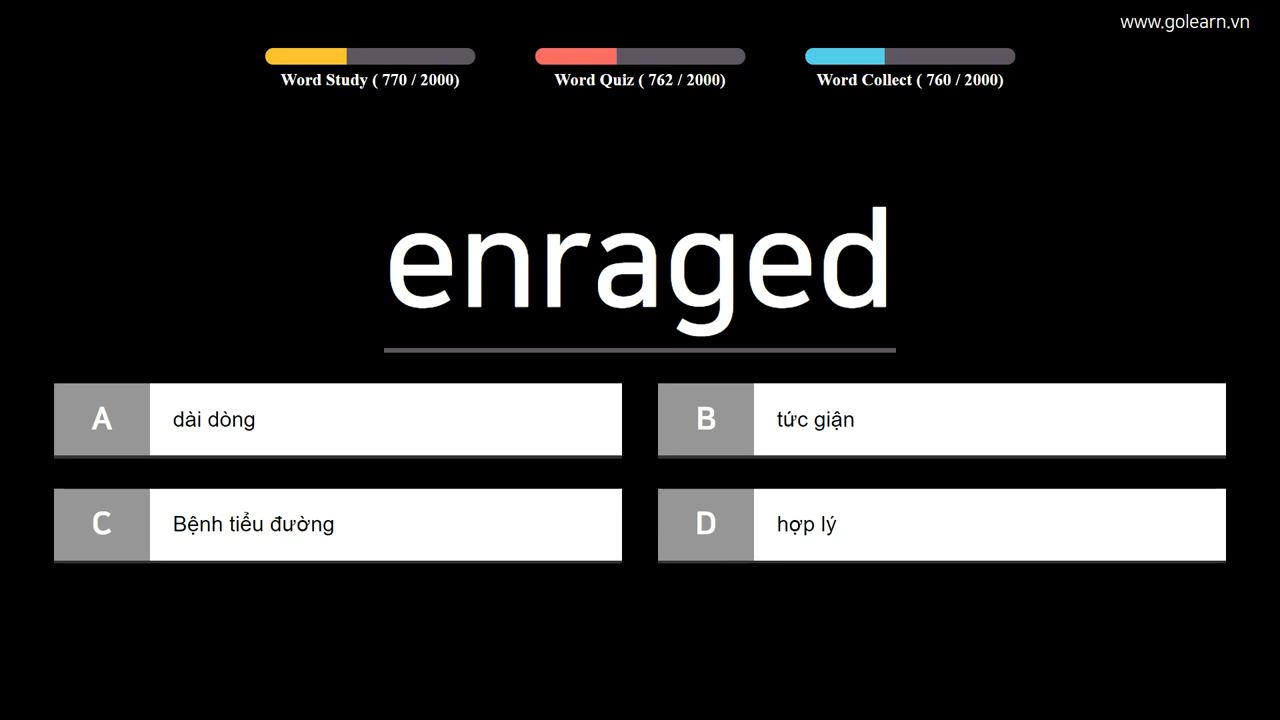 www.golearn.vn
Word Study ( 770 / 2000)
Word Quiz ( 762 / 2000)
Word Collect ( 760 / 2000)
enraged
A dài dòng
B tức giận
C Bệnh tiểu đường
D hợp lý